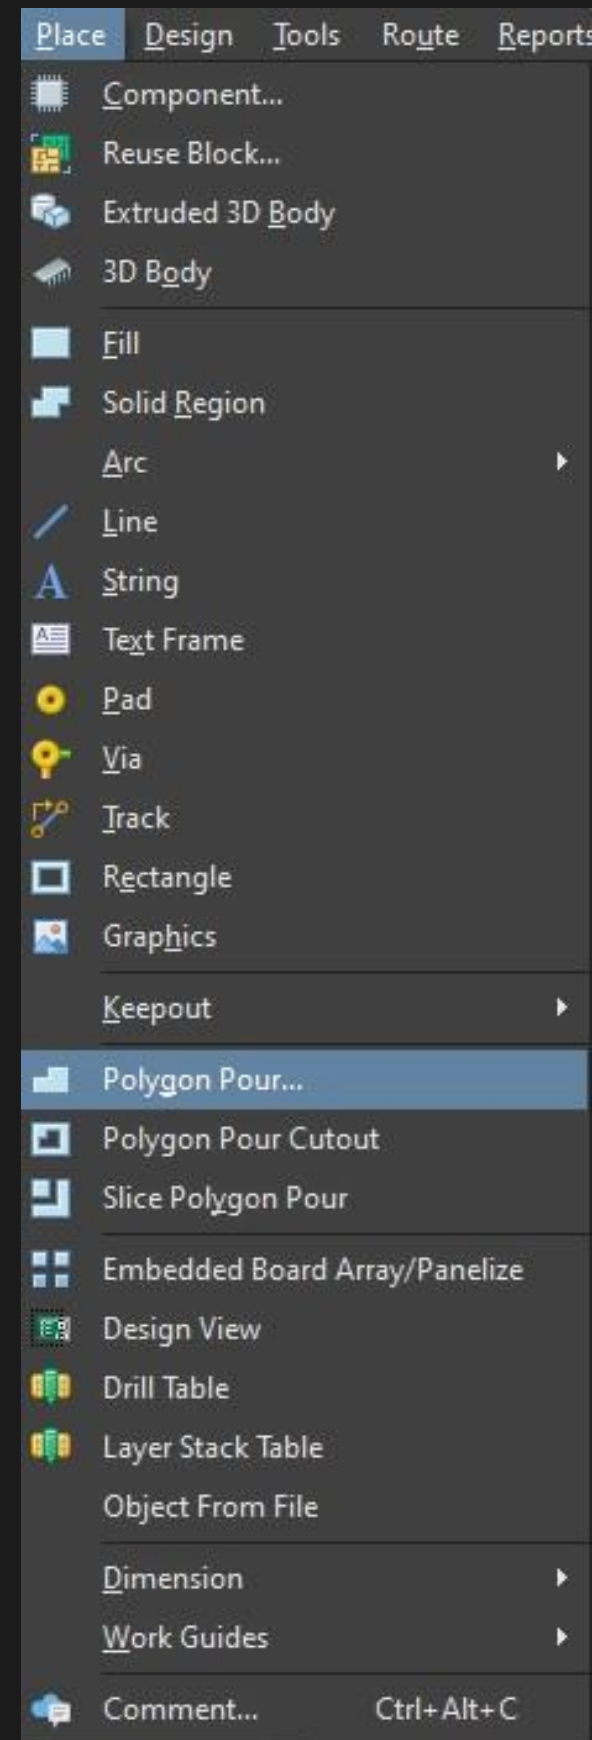 Place Design Tools Route Reports
Component...
Reuse Block...
Extruded 3D Body
3D Body
Fill
Solid Region
Arc
Line
String
Text Frame
Pad
Via
Track
Rectangle
Graphics
Keepout
Polygon Pour...
Polygon Pour Cutout
Slice Polygon Pour
Embedded Board Array/Panelize
Design View
Drill Table
Layer Stack Table
Object From File
Dimension
Work Guides
Comment... Ctrl+Alt+C